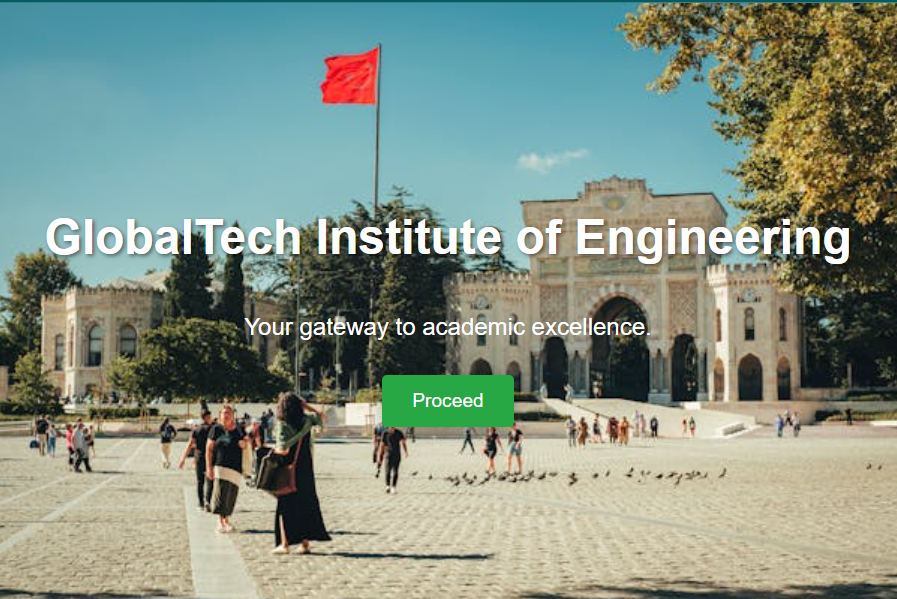 GlobalTech Institute of Engineering
Your gateway to academic excellence.
Proceed